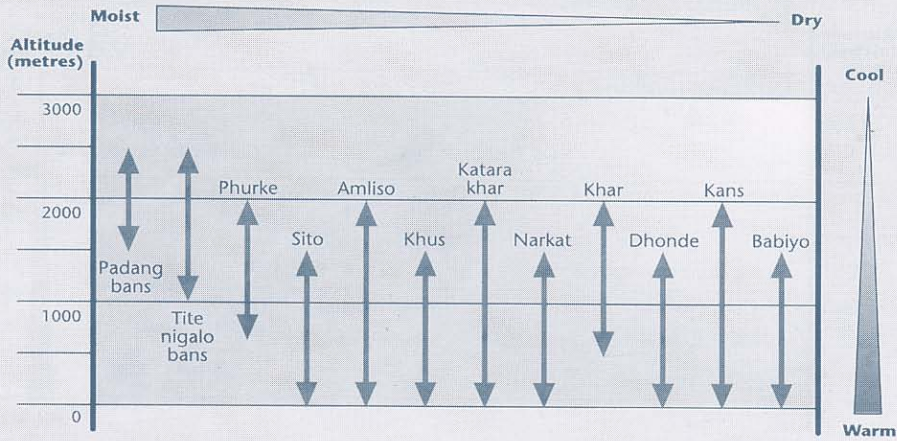 Moist
Dry
Altitude
(metres)
Cool
3000
2000
1000
0
Padang
bans
Tite
nigalo
bans
Phurke
Sito
Amliso
Khus
Katara
khar
Narkat
Khar
Dhonde
Kans
Babiyo
Warm